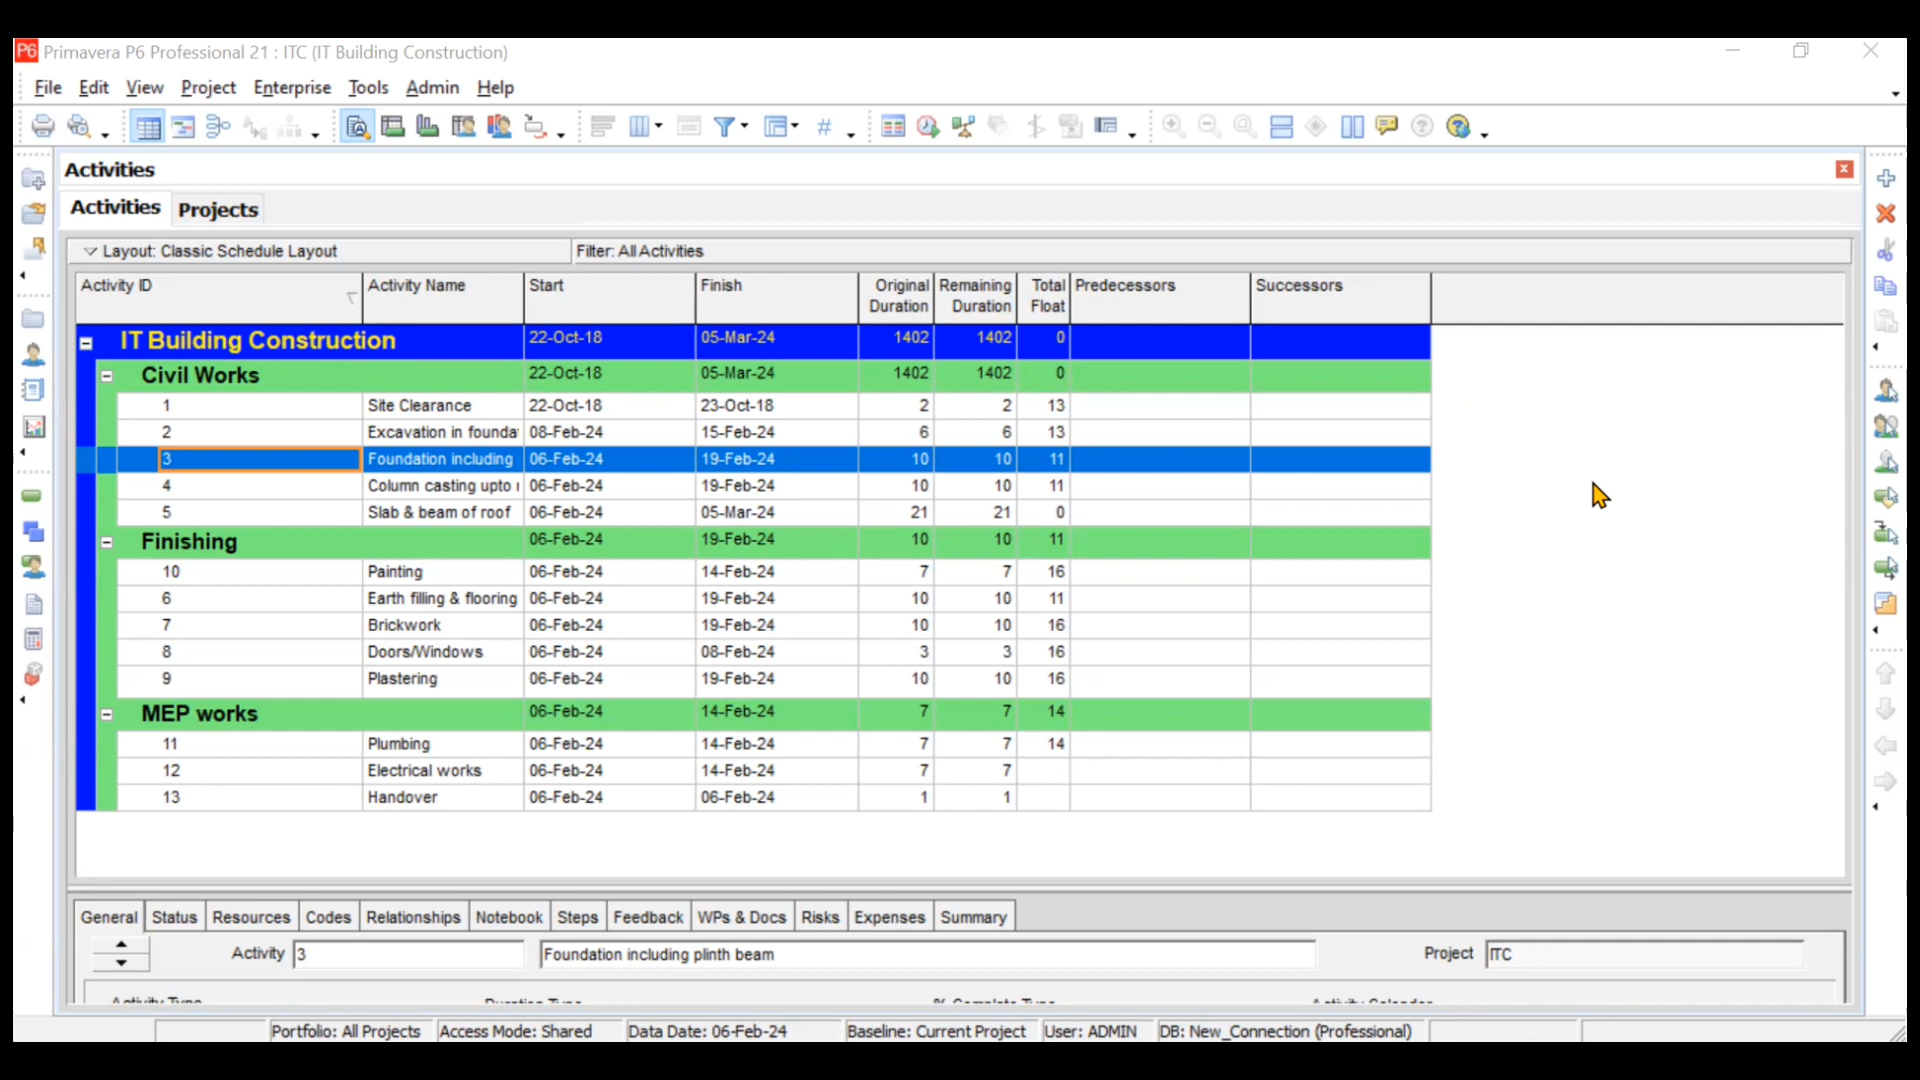 P6 Primavera P6 Professional 21 : ITC (IT Building Construction)
File Edit View Project Enterprise Tools Admin Help
Activities
Activities Projects
Layout: Classic Schedule Layout Filter: All Activities
Activity ID Activity Name Start Finish Original Duration Remaining Duration Total Float Predecessors Successors
IT Building Construction 22-Oct-18 05-Mar-24 1402 1402 0
Civil Works 22-Oct-18 05-Mar-24 1402 1402 0
1 Site Clearance 22-Oct-18 23-Oct-18 2 2 13
2 Excavation in founda 08-Feb-24 15-Feb-24 6 6 13
3 Foundation including 06-Feb-24 19-Feb-24 10 10 11
4 Column casting upto 06-Feb-24 19-Feb-24 10 10 11
5 Slab & beam of roof 06-Feb-24 05-Mar-24 21 21 0
Finishing 06-Feb-24 19-Feb-24 10 10 11
10 Painting 06-Feb-24 14-Feb-24 7 7 16
6 Earth filling & flooring 06-Feb-24 19-Feb-24 10 10 11
7 Brickwork 06-Feb-24 19-Feb-24 10 10 16
8 Doors/Windows 06-Feb-24 08-Feb-24 3 3 16
9 Plastering 06-Feb-24 19-Feb-24 10 10 16
MEP works 06-Feb-24 14-Feb-24 7 7 14
11 Plumbing 06-Feb-24 14-Feb-24 7 7 14
12 Electrical works 06-Feb-24 14-Feb-24 7 7
13 Handover 06-Feb-24 06-Feb-24 1 1
General Status Resources Codes Relationships Notebook Steps Feedback WPs & Docs Risks Expenses Summary
Activity 3 Foundation including plinth beam Project ITC
Activity Type Duration Type % Complete Type Activity Calendar
Portfolio: All Projects Access Mode: Shared Data Date: 06-Feb-24 Baseline: Current Project User: ADMIN DB: New_Connection (Professional)